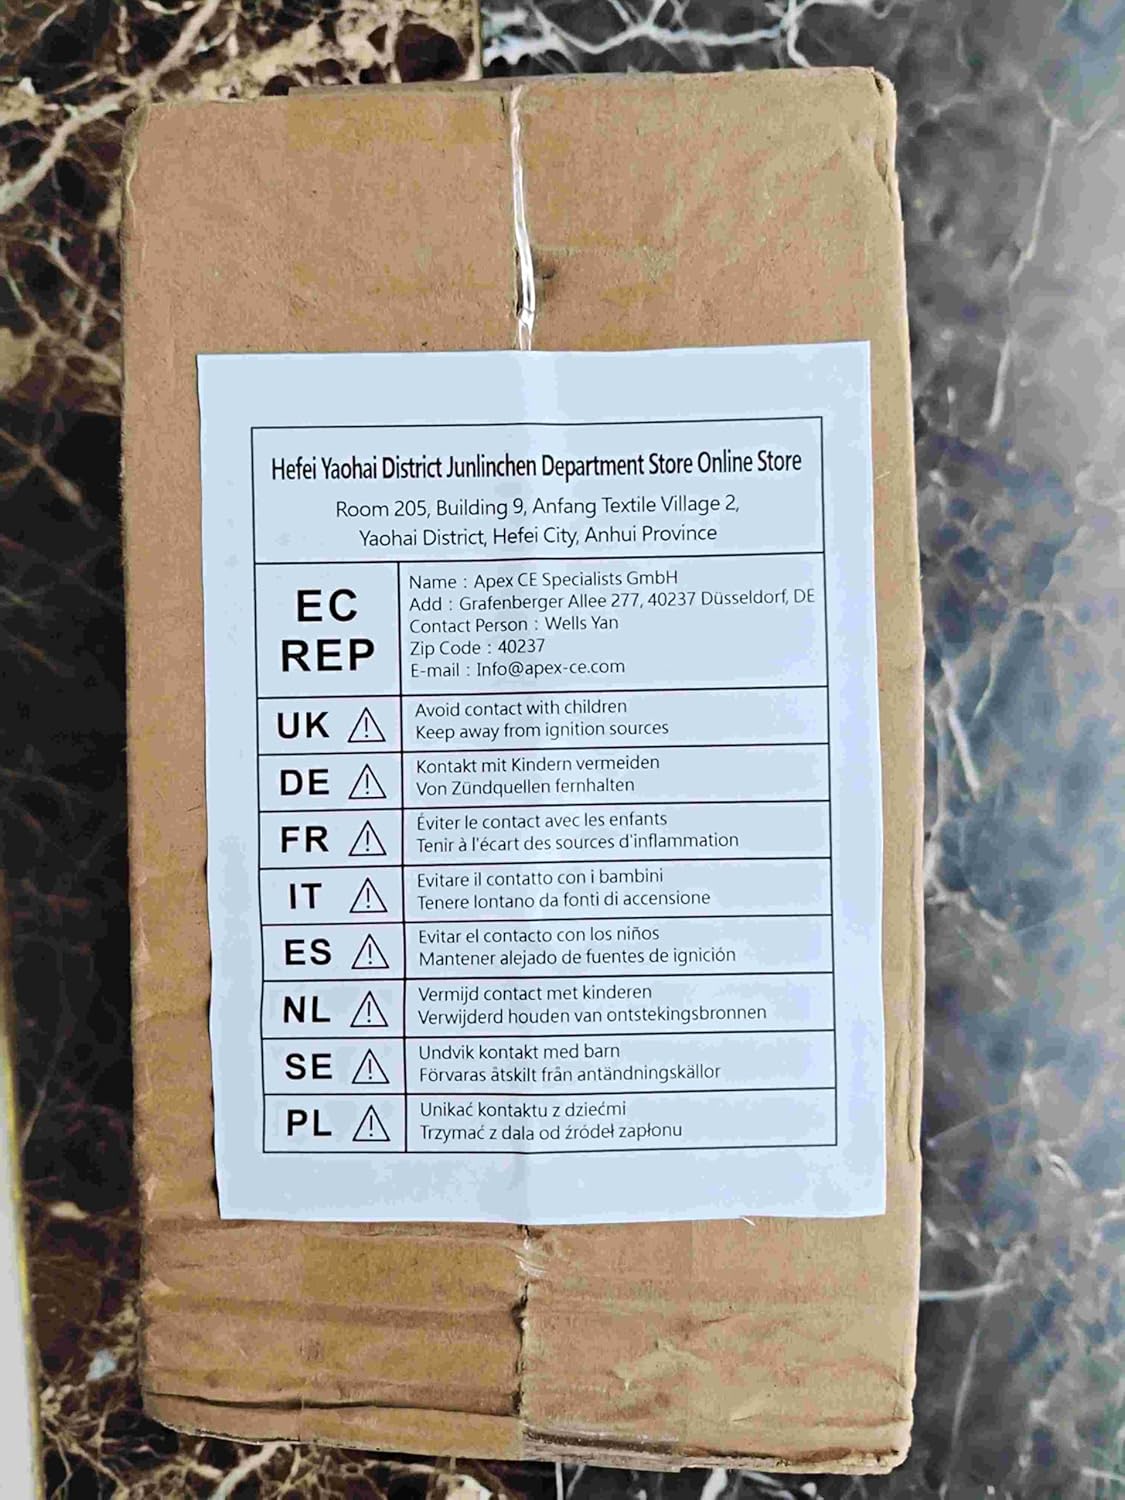 Hefei Yaohai District Junlinchen Department Store Online Store
Room 205, Building 9, Anfang Textile Village 2,
Yaohai District, Hefei City, Anhui Province
EC
REP
Name : Apex CE Specialists GmbH
Add : Grafenberger Allee 277, 40237 Düsseldorf, DE
Contact Person : Wells Yan
Zip Code : 40237
E-mail : Info@apex-ce.com
UK
Avoid contact with children
Keep away from ignition sources
DE
Kontakt mit Kindern vermeiden
Von Zündquellen fernhalten
FR
Éviter le contact avec les enfants
Tenir à l'écart des sources d'inflammation
IT
Evitare il contatto con i bambini
Tenere lontano da fonti di accensione
ES
Evitar el contacto con los niños
Mantener alejado de fuentes de ignición
NL
Vermijd contact met kinderen
Verwijderd houden van ontstekingsbronnen
SE
Undvik kontakt med barn
Förvaras åtskilt från antändningskällor
PL
Unikać kontaktu z dziećmi
Trzymać z dala od źródeł zapłonu